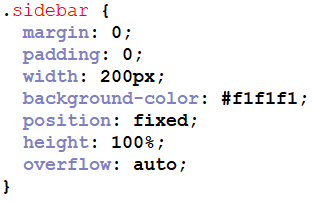 .sidebar {
  margin: 0;
  padding: 0;
  width: 200px;
  background-color: #f1f1f1;
  position: fixed;
  height: 100%;
  overflow: auto;
}